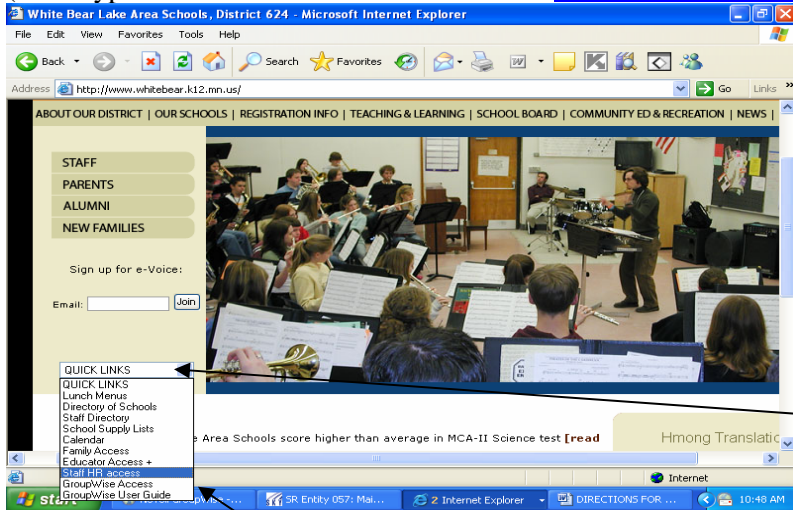 White Bear Lake Area Schools, District 624 - Microsoft Internet Explorer
File Edit View Favorites Tools Help
Back Search Favorites
Address http://www.whitebear.k12.mn.us/ Go Links »
ABOUT OUR DISTRICT | OUR SCHOOLS | REGISTRATION INFO | TEACHING & LEARNING | SCHOOL BOARD | COMMUNITY ED & RECREATION | NEWS |
STAFF
PARENTS
ALUMNI
NEW FAMILIES
Sign up for e-Voice:
Email: Join
QUICK LINKS
QUICK LINKS
Lunch Menus
Directory of Schools
Staff Directory
School Supply Lists
Calendar
Family Access
Educator Access +
Staff HR access
GroupWise Access
GroupWise User Guide
e Area Schools score higher than average in MCA-II Science test [read
Hmong Translatic
Internet
start SR Entity 057: Mai... 2 Internet Explorer DIRECTIONS FOR ... 10:48 AM